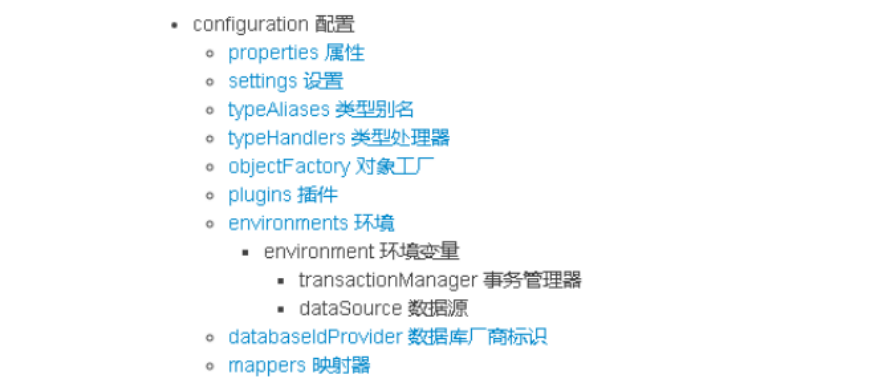 configuration 配置
properties 属性
settings 设置
typeAliases 类型别名
typeHandlers 类型处理器
objectFactory 对象工厂
plugins 插件
environments 环境
environment 环境变量
transactionManager 事务管理器
dataSource 数据源
databaseIdProvider 数据库厂商标识
mappers 映射器